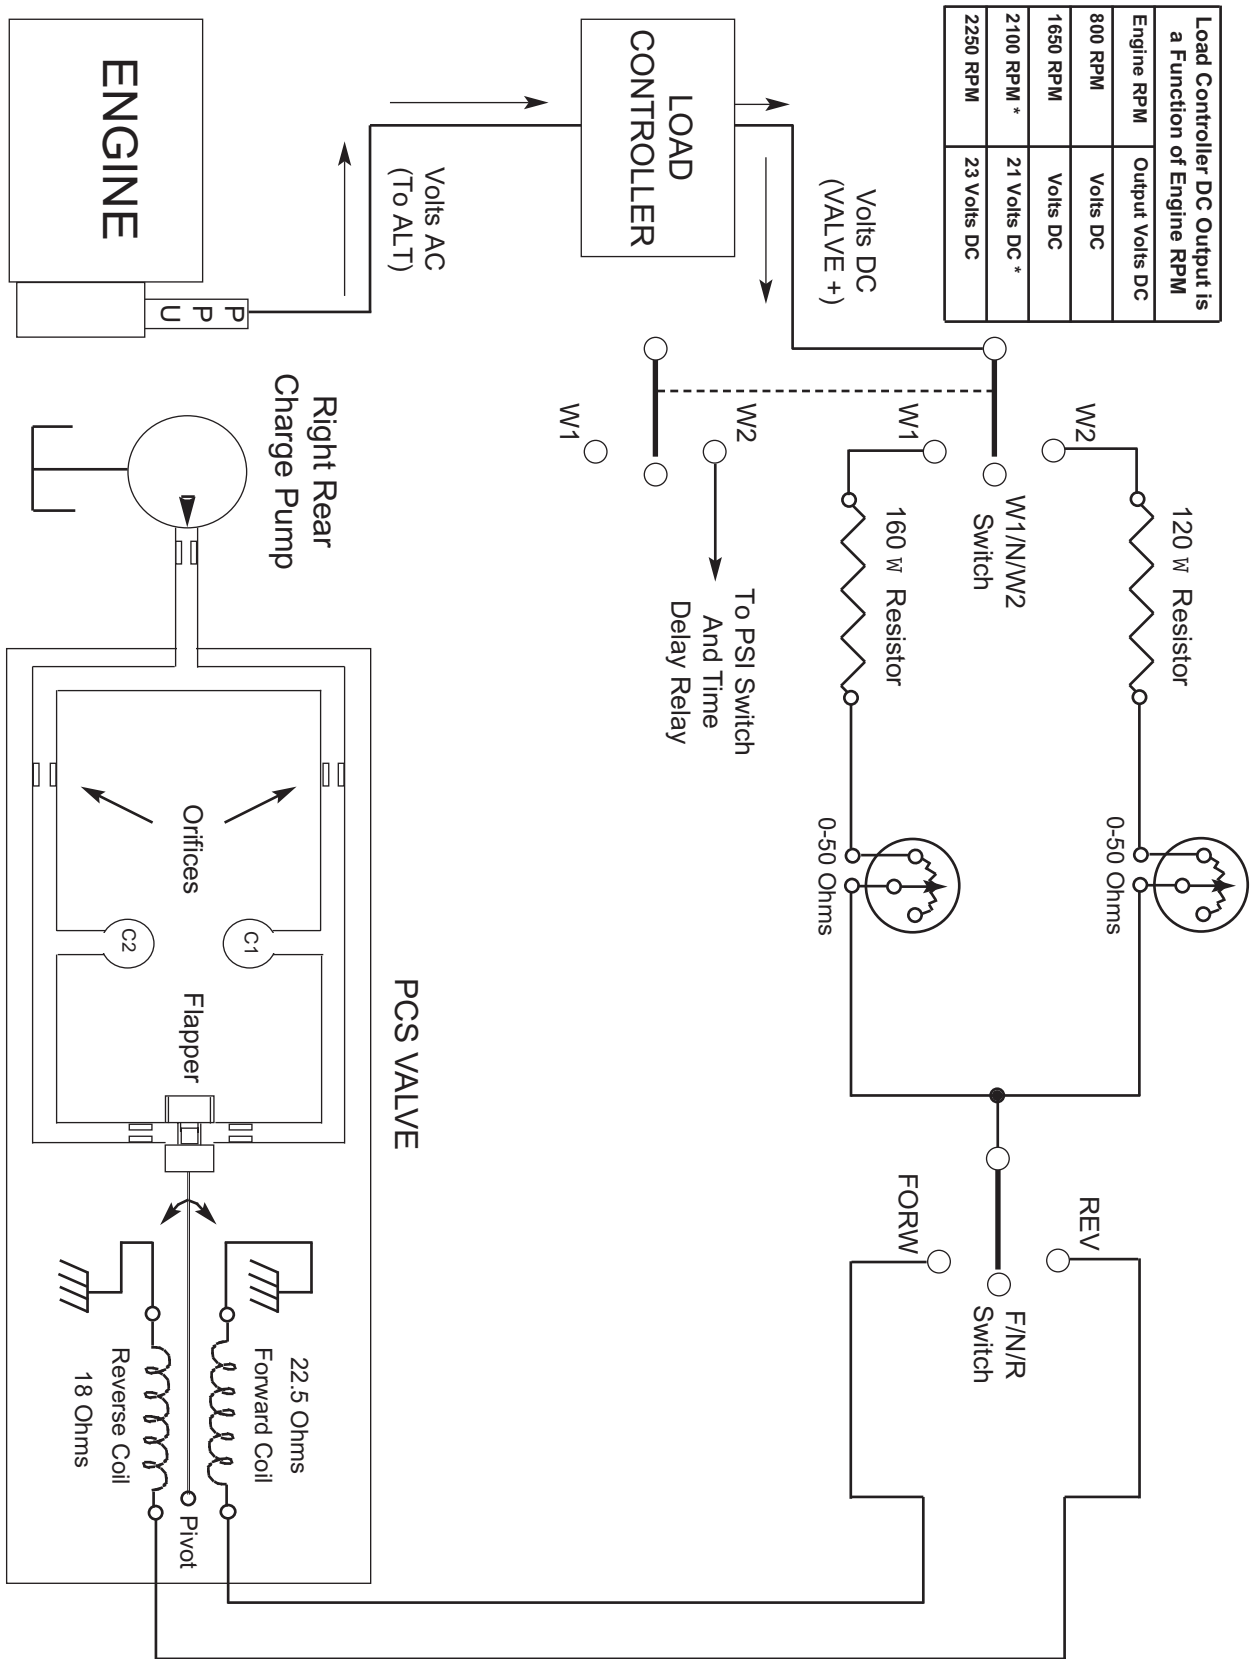 Load Controller DC Output is
a Function of Engine RPM
Engine RPM
Output Volts DC
800 RPM
Volts DC
1650 RPM
Volts DC
2100 RPM *
21 Volts DC *
2250 RPM
23 Volts DC
ENGINE
P
P
U
Volts AC
(To ALT)
LOAD
CONTROLLER
Volts DC
(VALVE +)
W2
W1
W1/N/W2
Switch
W2
W1
120 W Resistor
160 W Resistor
To PSI Switch
And Time
Delay Relay
0-50 Ohms
0-50 Ohms
REV
FORW
F/N/R
Switch
Right Rear
Charge Pump
PCS VALVE
Orifices
C1
C2
Flapper
22.5 Ohms
Forward Coil
Pivot
Reverse Coil
18 Ohms